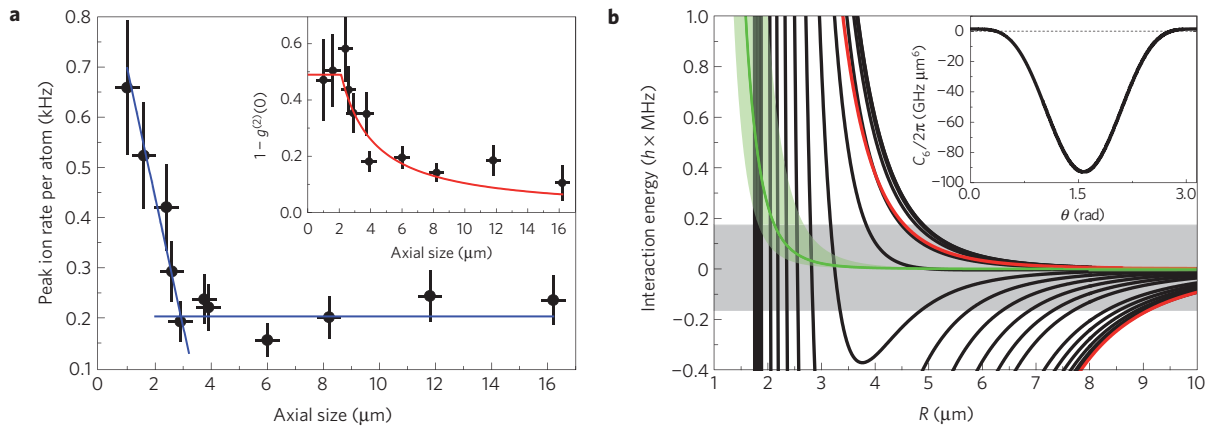 a
0.8
0.7
0.6
0.5
0.4
0.3
0.2
0.1
Peak ion rate per atom (kHz)
0 2 4 6 8 10 12 14 16
Axial size (μm)
0.6
0.4
0.2
0.0
1 − g⁽²⁾(0)
0 2 4 6 8 10 12 14 16
Axial size (μm)
b
1.0
0.8
0.6
0.4
0.2
0
−0.2
−0.4
Interaction energy (h × MHz)
1 2 3 4 5 6 7 8 9 10
R (μm)
0
−20
−40
−60
−80
−100
C₆/2π (GHz μm⁶)
0.0 1.5 3.0
θ (rad)